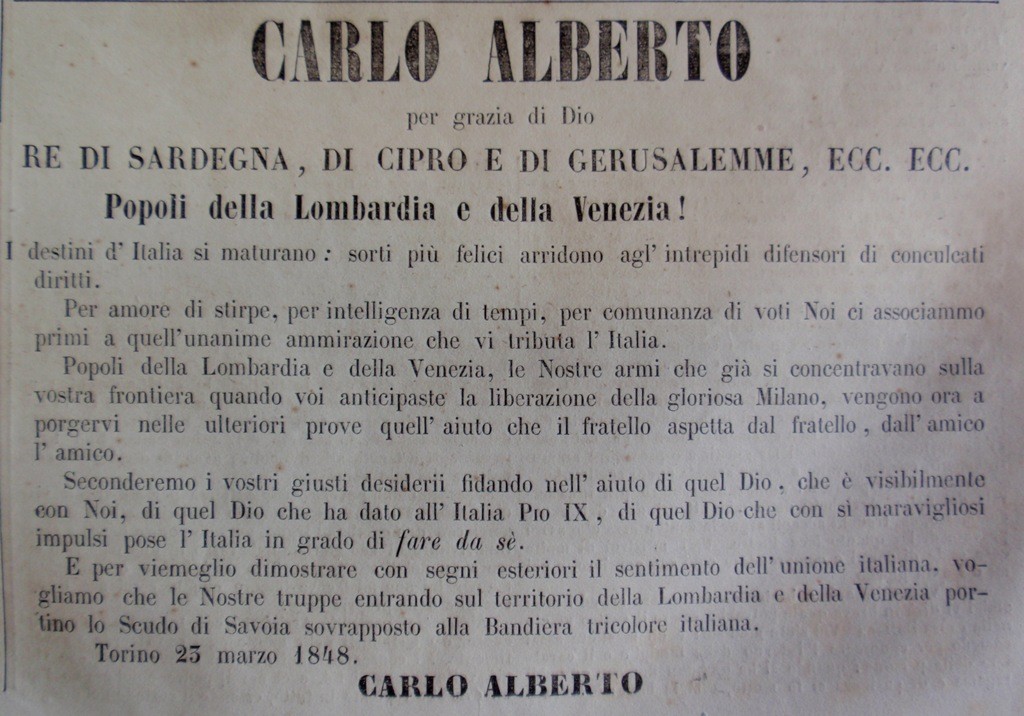 CARLO ALBERTO
per grazia di Dio
RE DI SARDEGNA, DI CIPRO E DI GERUSALEMME, ECC. ECC.
Popoli della Lombardia e della Venezia!
I destini d' Italia si maturano: sorti più felici arridono agl' intrepidi difensori di conculcati
diritti.
Per amore di stirpe, per intelligenza di tempi, per comunanza di voti Noi ci associammo
primi a quell'unanime ammirazione che vi tributa l' Italia.
Popoli della Lombardia e della Venezia, le Nostre armi che già si concentravano sulla
vostra frontiera quando voi anticipaste la liberazione della gloriosa Milano, vengono ora a
porgervi nelle ulteriori prove quell' aiuto che il fratello aspetta dal fratello, dall' amico
l' amico.
Seconderemo i vostri giusti desiderii fidando nell' aiuto di quel Dio, che è visibilmente
con Noi, di quel Dio che ha dato all' Italia PIO IX, di quel Dio che con sì maravigliosi
impulsi pose l' Italia in grado di fare da sè.
E per viemeglio dimostrare con segni esteriori il sentimento dell' unione italiana, vo-
gliamo che le Nostre truppe entrando sul territorio della Lombardia e della Venezia por-
tino lo Scudo di Savoia sovrapposto alla Bandiera tricolore italiana.
Torino 23 marzo 1848.
CARLO ALBERTO